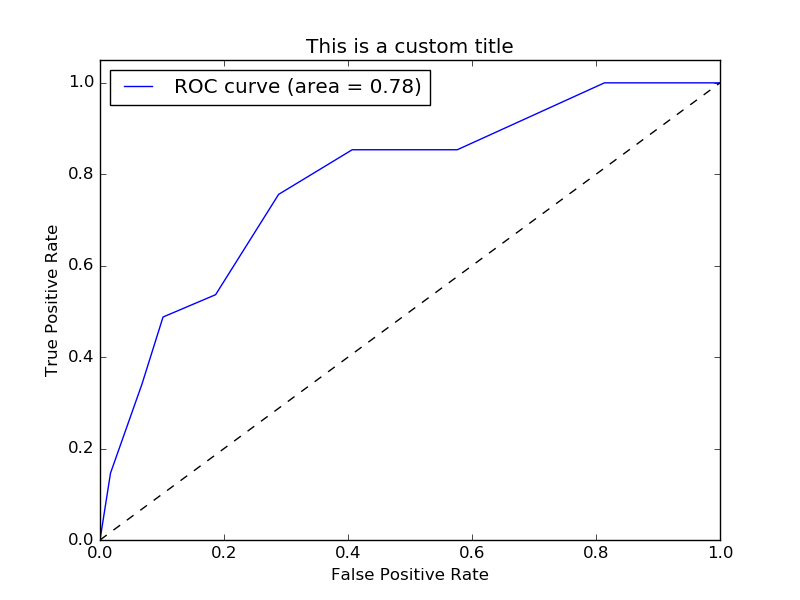 This is a custom title
ROC curve (area = 0.78)
1.0
0.8
0.6
0.4
0.2
0.0
True Positive Rate
0.0 0.2 0.4 0.6 0.8 1.0
False Positive Rate